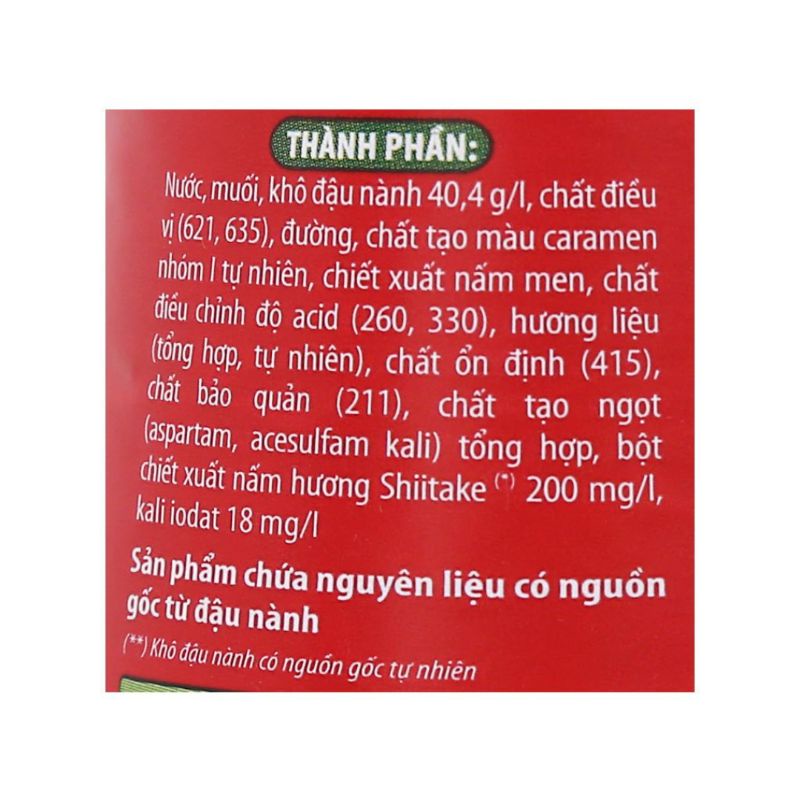 THÀNH PHẦN:
Nước, muối, khô đậu nành 40,4 g/l, chất điều
vị (621, 635), đường, chất tạo màu caramen
nhóm I tự nhiên, chiết xuất nấm men, chất
điều chỉnh độ acid (260, 330), hương liệu
(tổng hợp, tự nhiên), chất ổn định (415),
chất bảo quản (211), chất tạo ngọt
(aspartam, acesulfam kali) tổng hợp, bột
chiết xuất nấm hương Shiitake (*) 200 mg/l,
kali iodat 18 mg/l
Sản phẩm chứa nguyên liệu có nguồn
gốc từ đậu nành
(**) Khô đậu nành có nguồn gốc tự nhiên